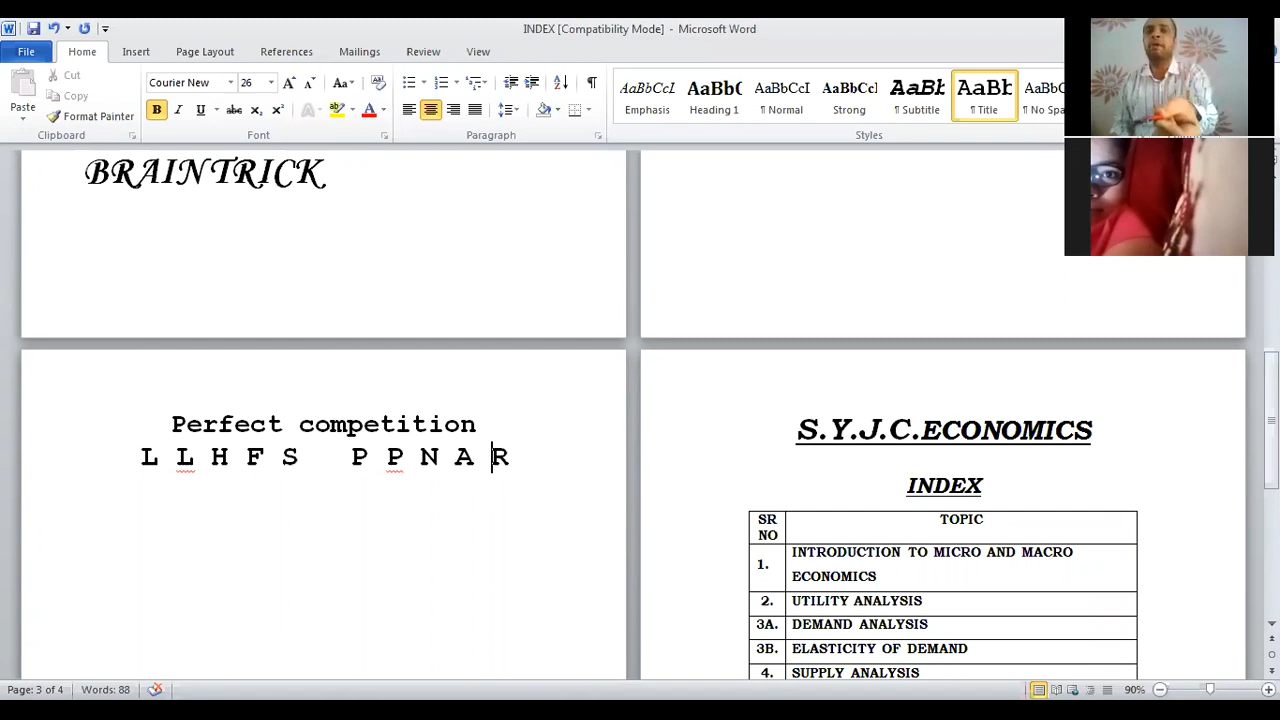 INDEX [Compatibility Mode] - Microsoft Word
File Home Insert Page Layout References Mailings Review View
Cut
Copy
Format Painter
Paste
Courier New 26
AaBbCcI AaBbC AaBbCcI AaBbCcI AaBb AaBb AaBbC
Emphasis Heading 1 ¶ Normal Strong ¶ Subtitle ¶ Title ¶ No Spa
Clipboard Font Paragraph Styles
BRAINTRICK
Perfect competition
L L H F S P P N A R
S.Y.J.C.ECONOMICS
INDEX
SR NO TOPIC
1. INTRODUCTION TO MICRO AND MACRO
ECONOMICS
2. UTILITY ANALYSIS
3A. DEMAND ANALYSIS
3B. ELASTICITY OF DEMAND
4. SUPPLY ANALYSIS
Page: 3 of 4 Words: 88 90%